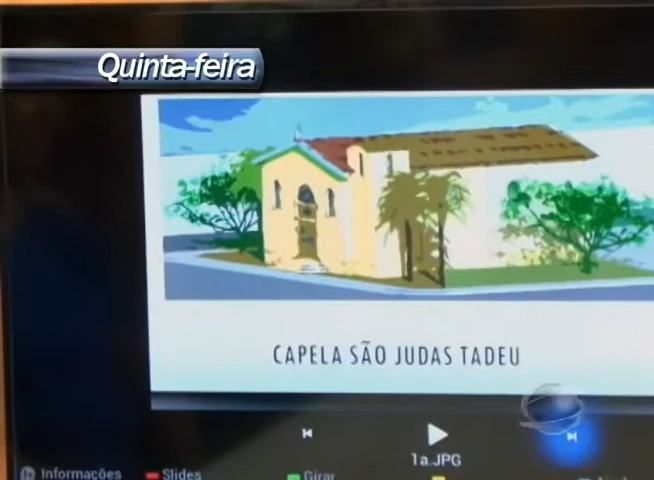 Quinta-feira
CAPELA SÃO JUDAS TADEU
1a.JPG
Informações
Slides
Girar